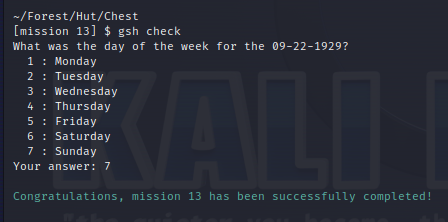 ~/Forest/Hut/Chest
[mission 13] $ gsh check
What was the day of the week for the 09-22-1929?
1 : Monday
2 : Tuesday
3 : Wednesday
4 : Thursday
5 : Friday
6 : Saturday
7 : Sunday
Your answer: 7
Congratulations, mission 13 has been successfully completed!